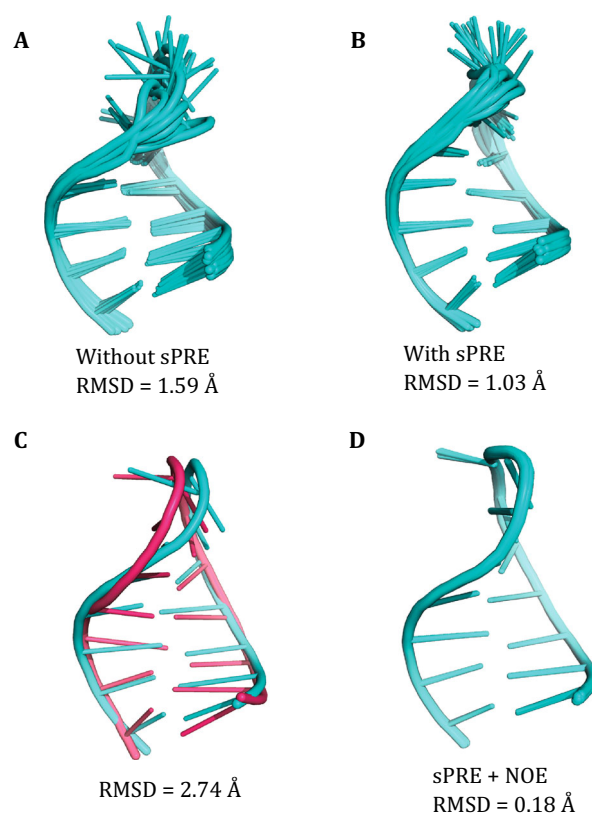 A
B
Without sPRE
RMSD = 1.59 Å
With sPRE
RMSD = 1.03 Å
C
D
RMSD = 2.74 Å
sPRE + NOE
RMSD = 0.18 Å